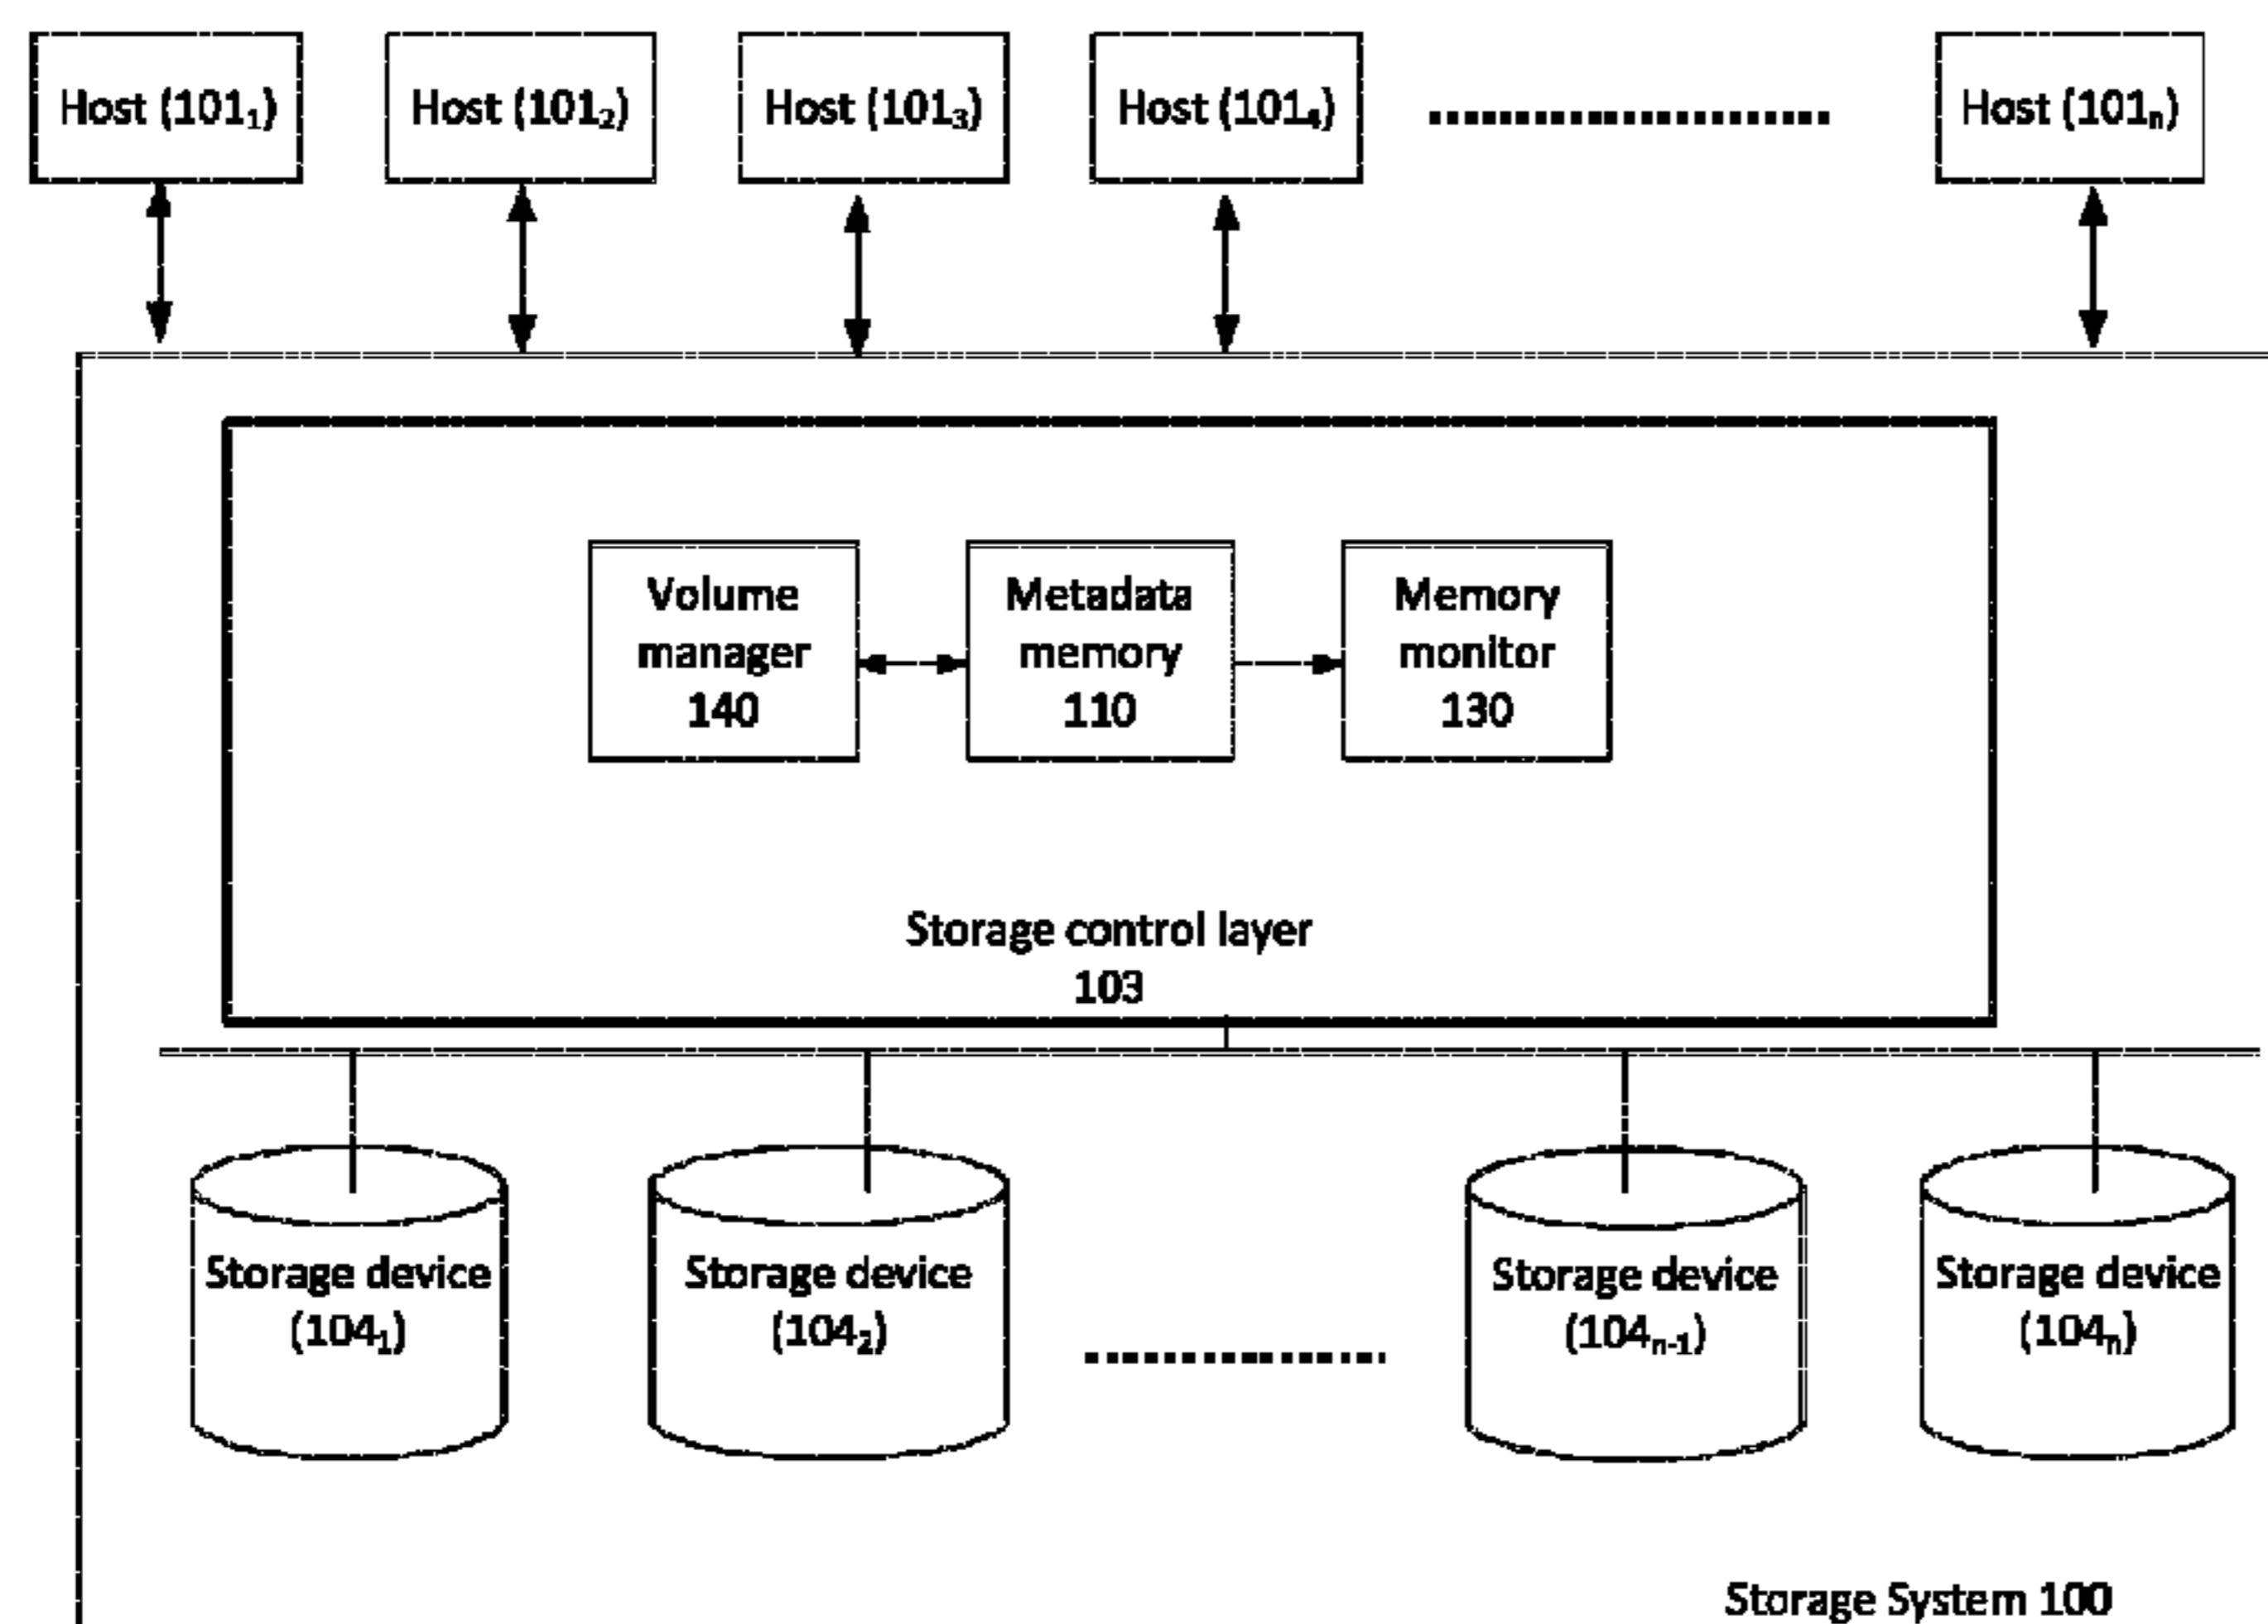 Host (101₁) Host (101₂) Host (101₃) Host (101₄) Host (101ₙ)
Volume Metadata Memory
manager memory monitor
140 110 130
Storage control layer
103
Storage device Storage device Storage device Storage device
(104₁) (104₂) (104ₙ₋₁) (104ₙ)
Storage System 100